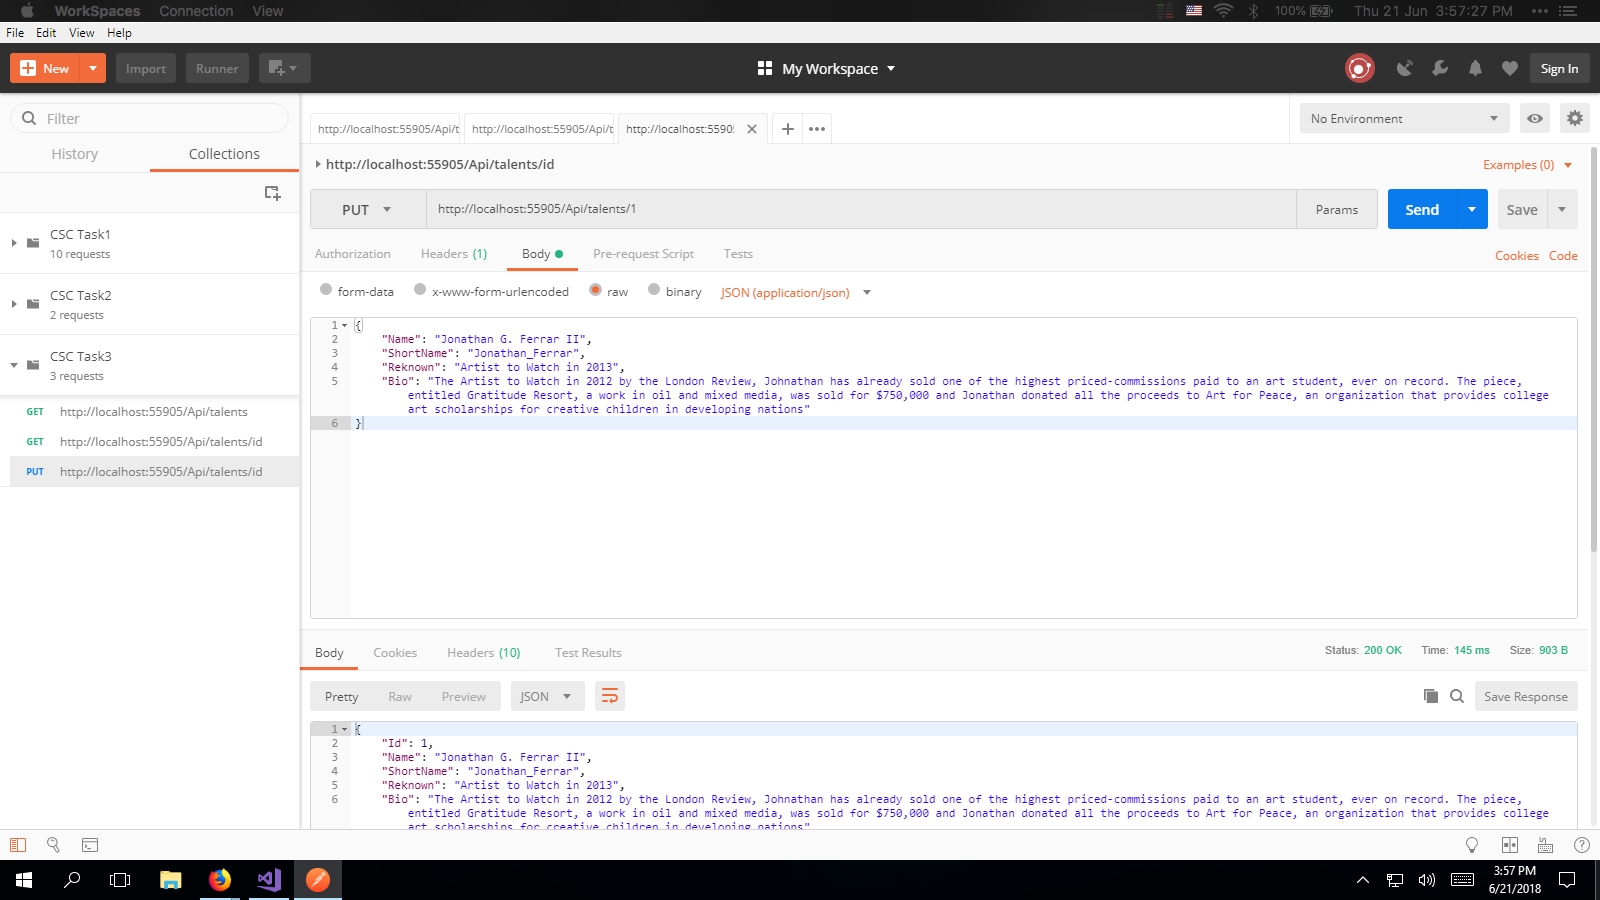 WorkSpaces Connection View 100% Thu 21 Jun 3:57:27 PM
File Edit View Help
New Import Runner My Workspace Sign In
Filter
History Collections
CSC Task1
10 requests
CSC Task2
2 requests
CSC Task3
3 requests
GET http://localhost:55905/Api/talents
GET http://localhost:55905/Api/talents/id
PUT http://localhost:55905/Api/talents/id
http://localhost:55905/Api/t http://localhost:55905/Api/t http://localhost:5590 No Environment
http://localhost:55905/Api/talents/id Examples (0)
PUT http://localhost:55905/Api/talents/1 Params Send Save
Authorization Headers (1) Body Pre-request Script Tests Cookies Code
form-data x-www-form-urlencoded raw binary JSON (application/json)
1 {
2 "Name": "Jonathan G. Ferrar II",
3 "ShortName": "Jonathan_Ferrar",
4 "Reknown": "Artist to Watch in 2013",
5 "Bio": "The Artist to Watch in 2012 by the London Review, Johnathan has already sold one of the highest priced-commissions paid to an art student, ever on record. The piece,
entitled Gratitude Resort, a work in oil and mixed media, was sold for $750,000 and Jonathan donated all the proceeds to Art for Peace, an organization that provides college
art scholarships for creative children in developing nations"
6 }
Body Cookies Headers (10) Test Results Status: 200 OK Time: 145 ms Size: 903 B
Pretty Raw Preview JSON Save Response
1 {
2 "Id": 1,
3 "Name": "Jonathan G. Ferrar II",
4 "ShortName": "Jonathan_Ferrar",
5 "Reknown": "Artist to Watch in 2013",
6 "Bio": "The Artist to Watch in 2012 by the London Review, Johnathan has already sold one of the highest priced-commissions paid to an art student, ever on record. The piece,
entitled Gratitude Resort, a work in oil and mixed media, was sold for $750,000 and Jonathan donated all the proceeds to Art for Peace, an organization that provides college
art scholarships for creative children in developing nations"
3:57 PM
6/21/2018